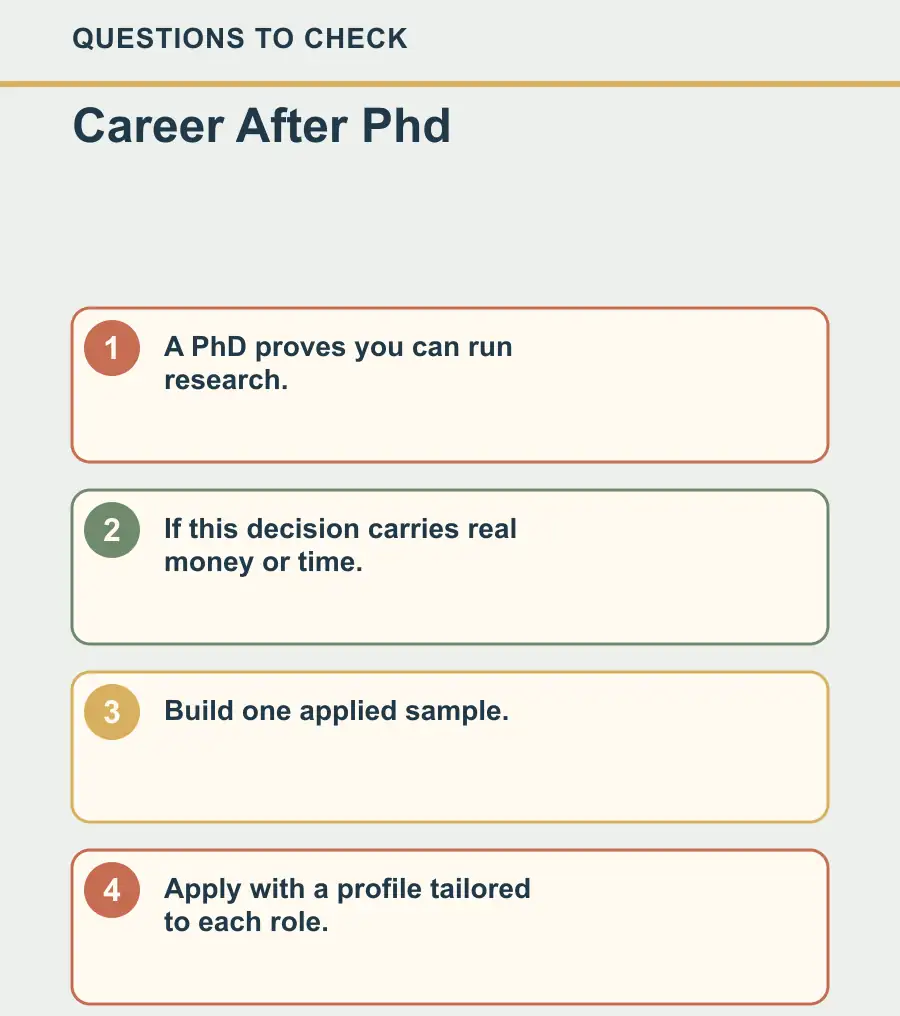 QUESTIONS TO CHECK
Career After Phd
1
A PhD proves you can run
research.
2
If this decision carries real
money or time.
3
Build one applied sample.
4
Apply with a profile tailored
to each role.